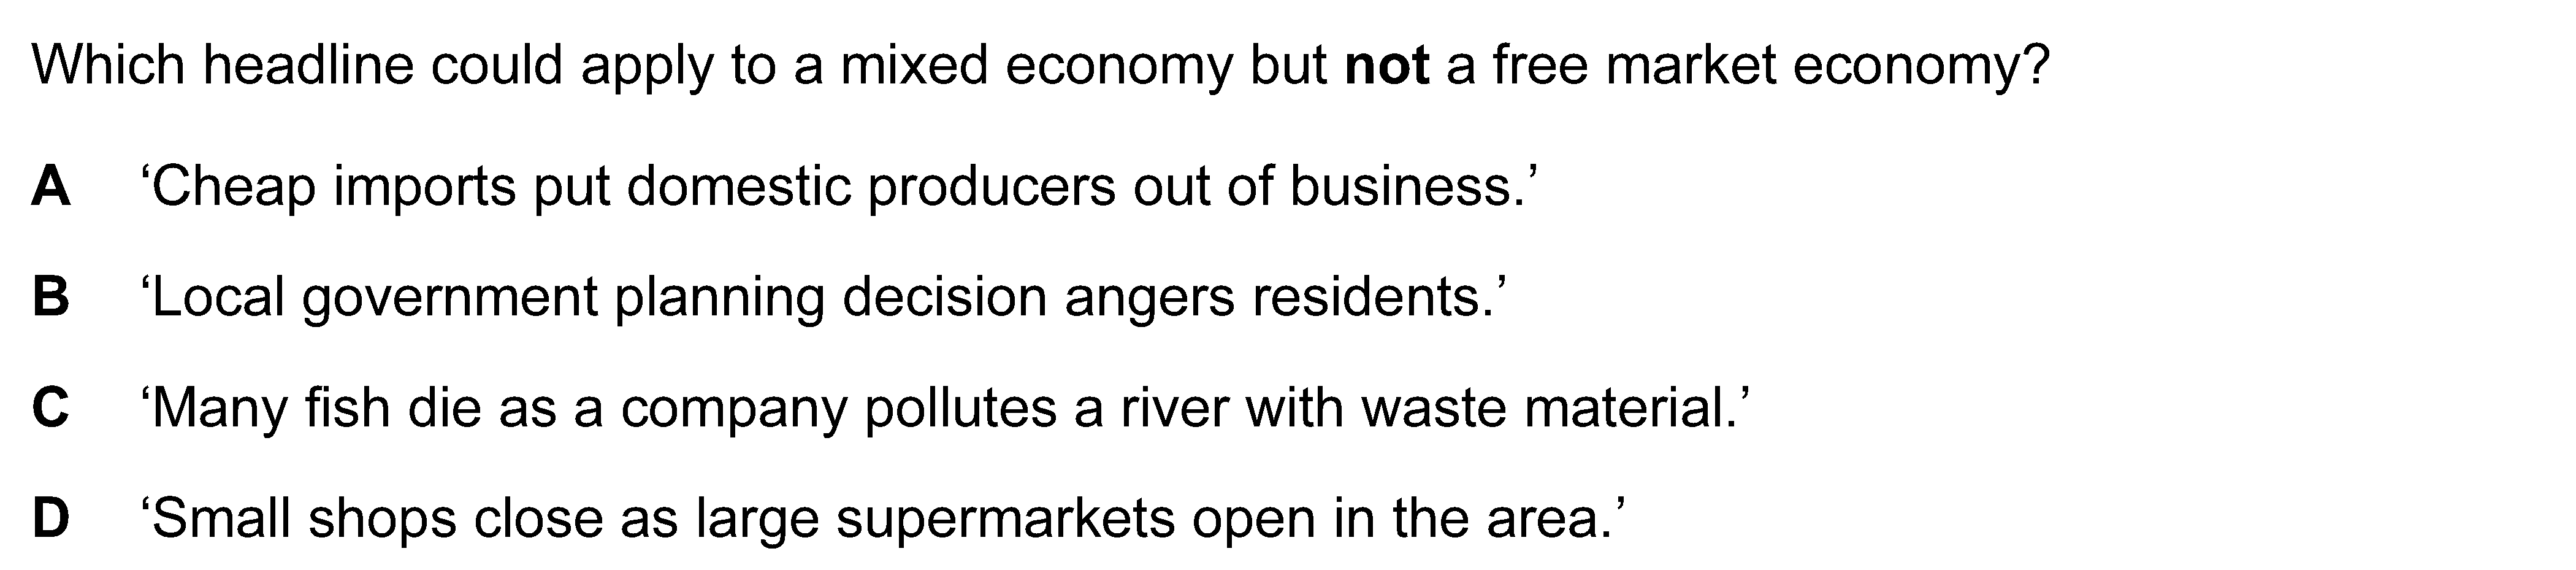 Which headline could apply to a mixed economy but not a free market economy?
A ‘Cheap imports put domestic producers out of business.’
B ‘Local government planning decision angers residents.’
C ‘Many fish die as a company pollutes a river with waste material.’
D ‘Small shops close as large supermarkets open in the area.’